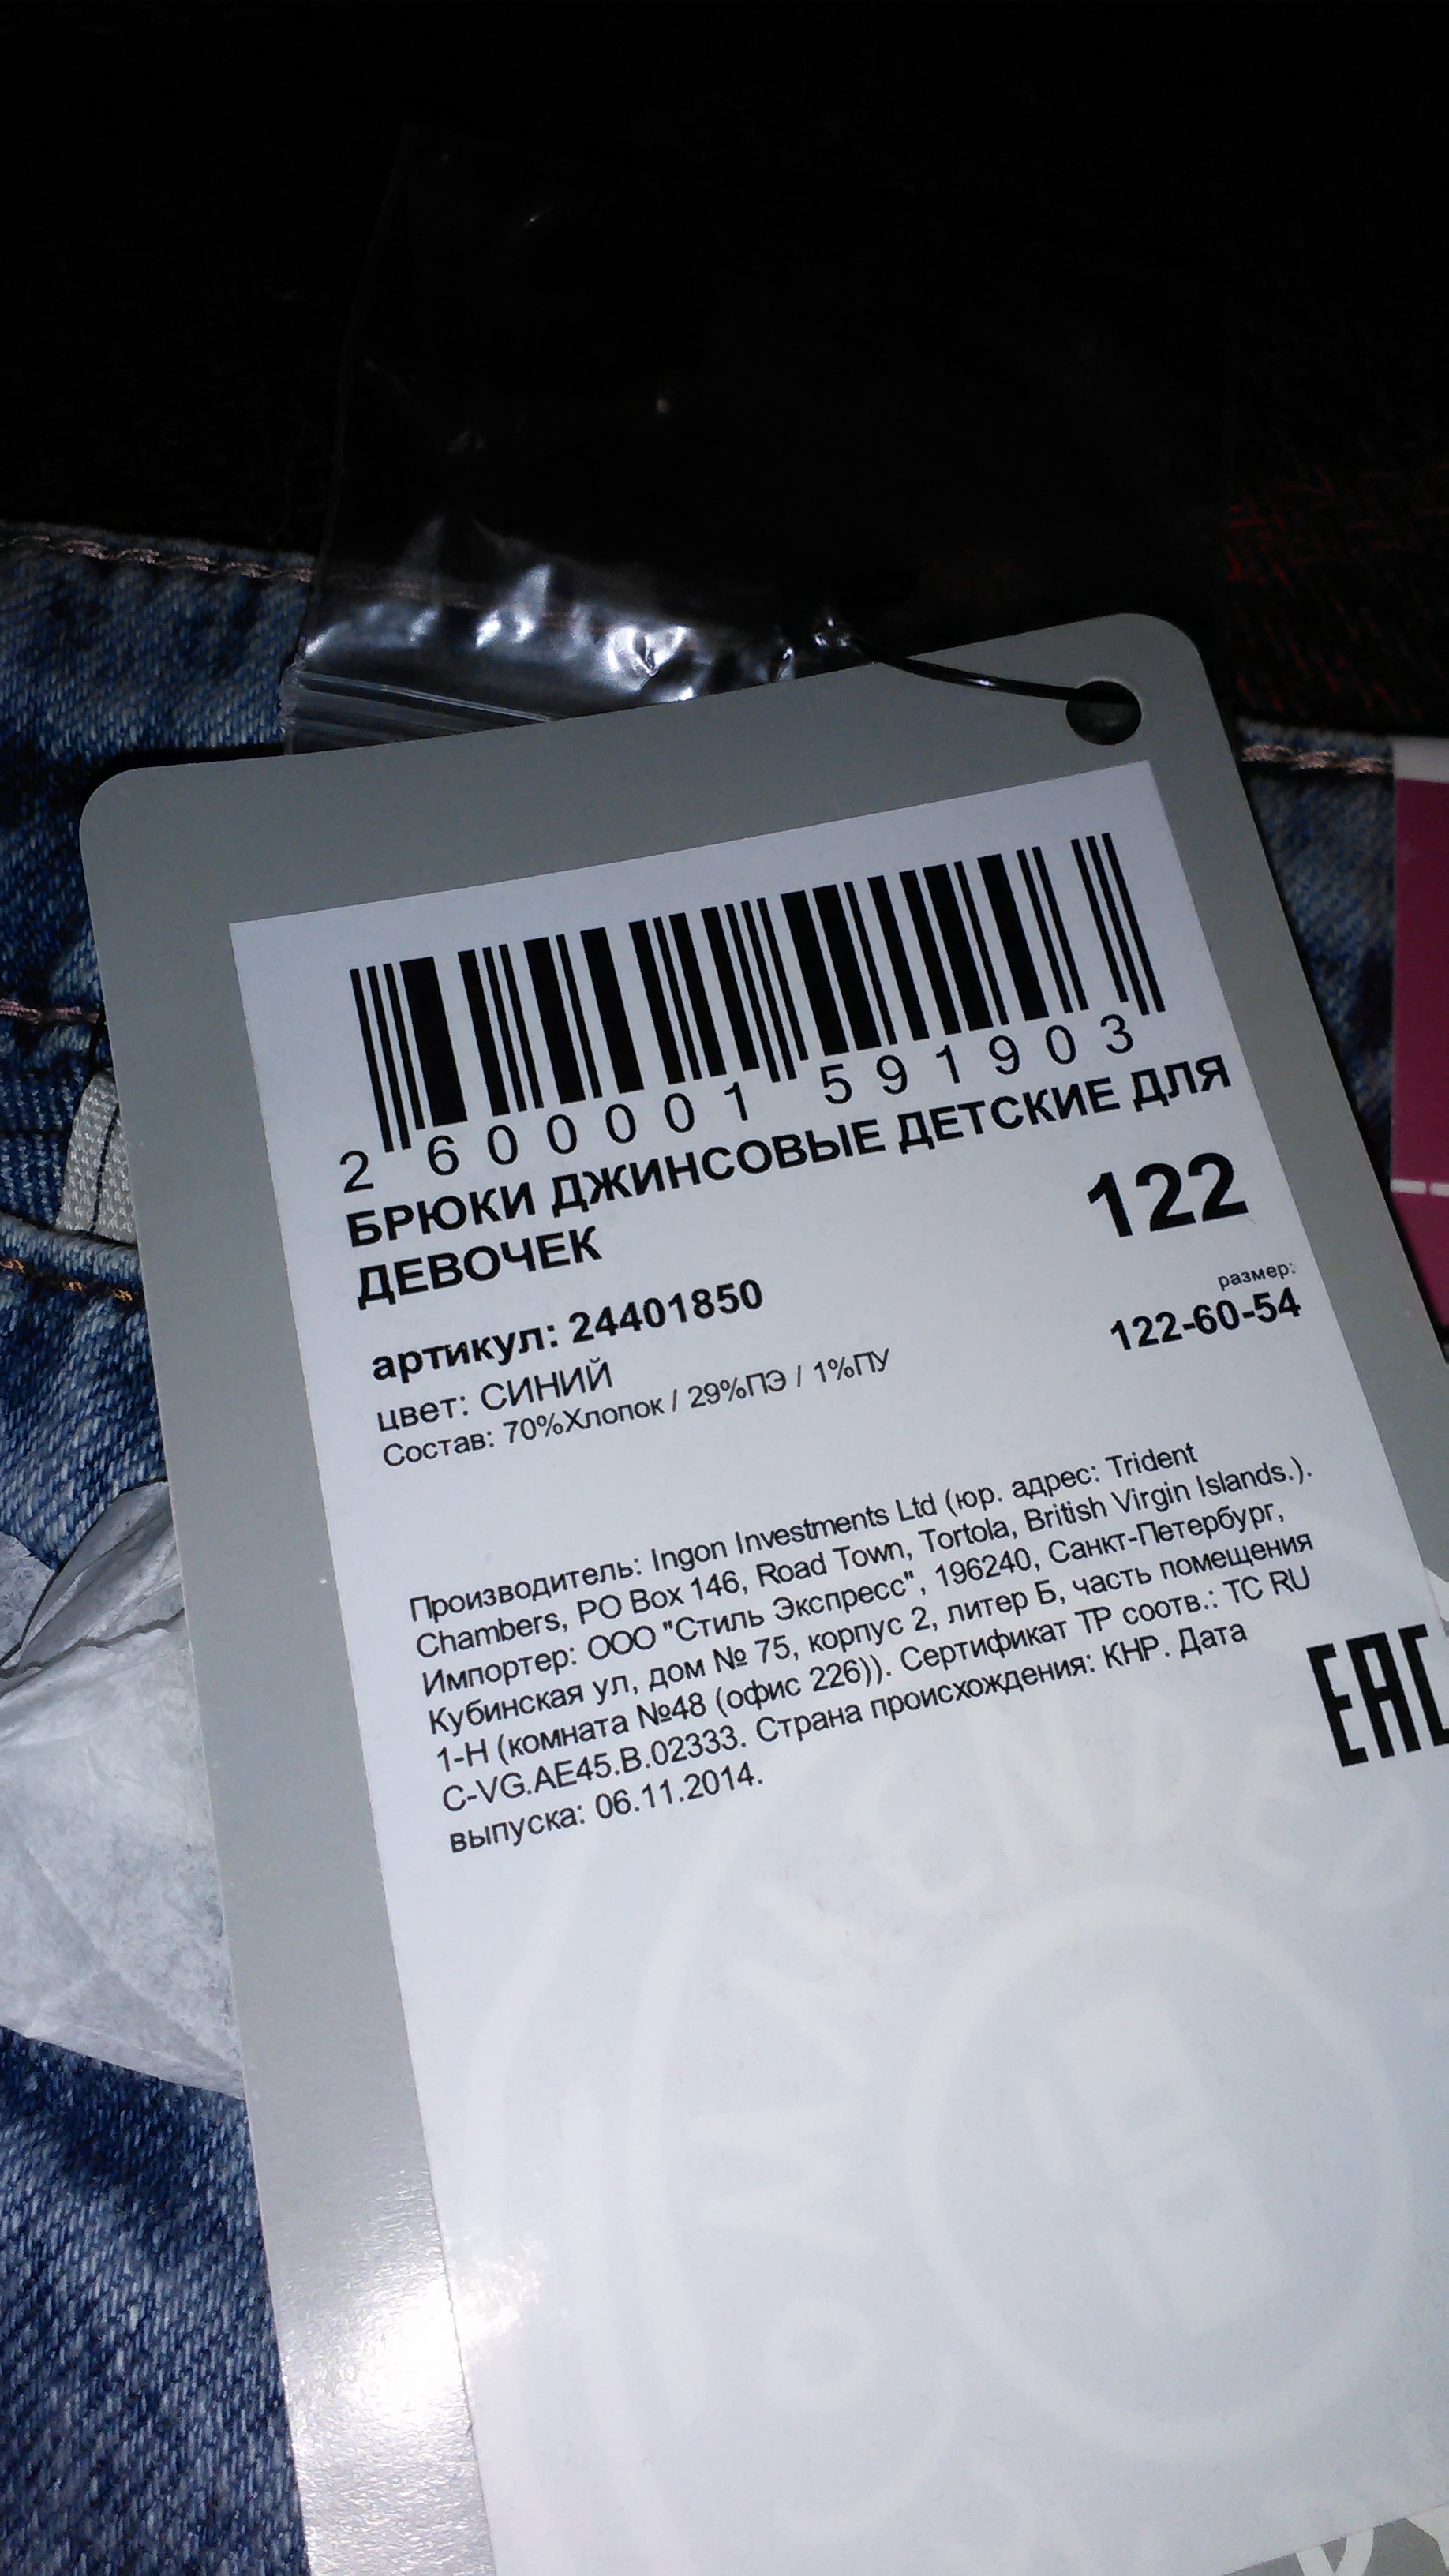 2 600001 591903
БРЮКИ ДЖИНСОВЫЕ ДЕТСКИЕ ДЛЯ
ДЕВОЧЕК
122
артикул: 24401850
размер:
цвет: СИНИЙ
122-60-54
Состав: 70%Хлопок / 29%ПЭ / 1%ПУ
Производитель: Ingon Investments Ltd (юр. адрес: Trident
Chambers, PO Box 146, Road Town, Tortola, British Virgin Islands.).
Импортер: ООО "Стиль Экспресс", 196240, Санкт-Петербург,
Кубинская ул, дом № 75, корпус 2, литер Б, часть помещения
1-Н (комната №48 (офис 226)). Сертификат ТР соотв.: ТС RU
C-VG.АЕ45.В.02333. Страна происхождения: КНР. Дата
выпуска: 06.11.2014.
EAC